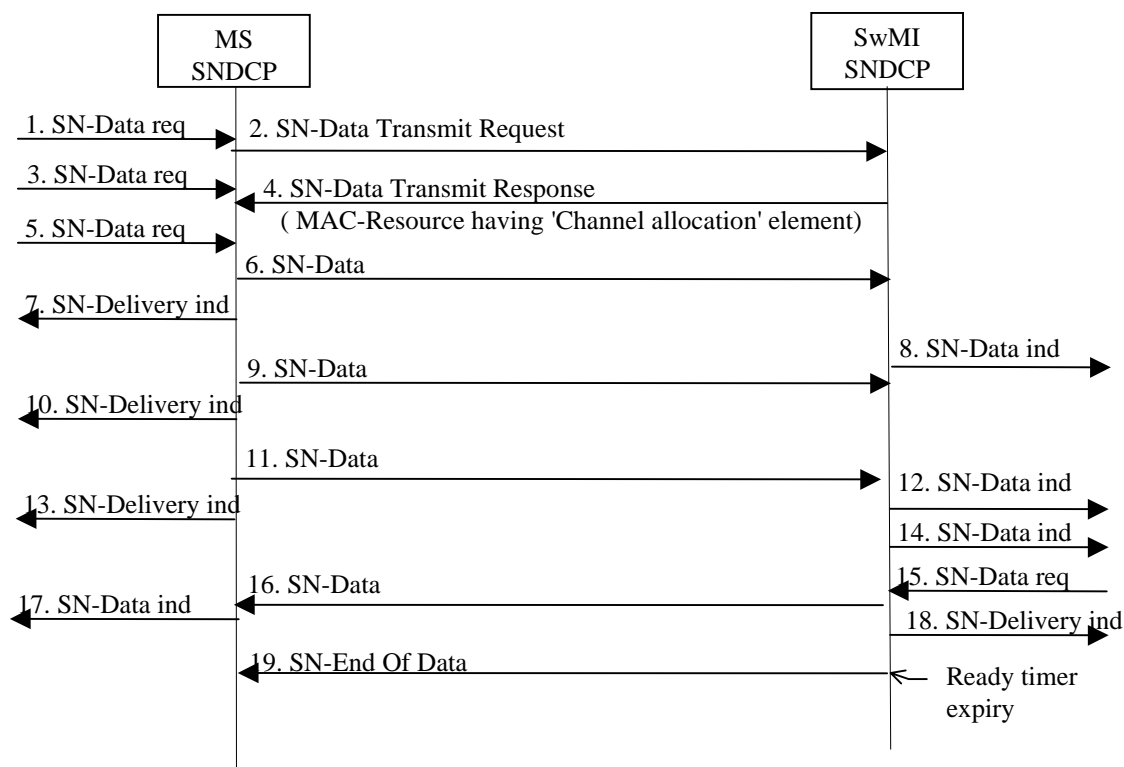 MS
SNDCP
SwMI
SNDCP
1. SN-Data req
2. SN-Data Transmit Request
3. SN-Data req
4. SN-Data Transmit Response
( MAC-Resource having 'Channel allocation' element)
5. SN-Data req
6. SN-Data
7. SN-Delivery ind
8. SN-Data ind
9. SN-Data
10. SN-Delivery ind
11. SN-Data
12. SN-Data ind
13. SN-Delivery ind
14. SN-Data ind
15. SN-Data req
16. SN-Data
17. SN-Data ind
18. SN-Delivery ind
19. SN-End Of Data
Ready timer
expiry